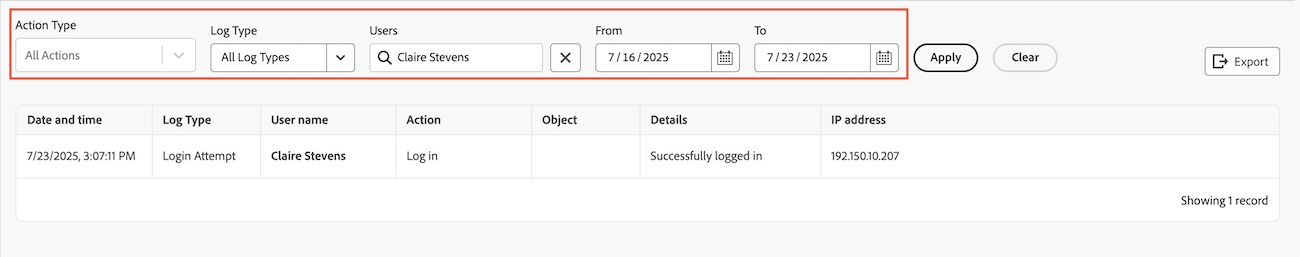 Action Type
Log Type
Users
From
To
All Actions
All Log Types
Claire Stevens
7 / 16 / 2025
7 / 23 / 2025
Apply
Clear
Export
Date and time
Log Type
User name
Action
Object
Details
IP address
7/23/2025, 3:07:11 PM
Login Attempt
Claire Stevens
Log in
Successfully logged in
192.150.10.207
Showing 1 record